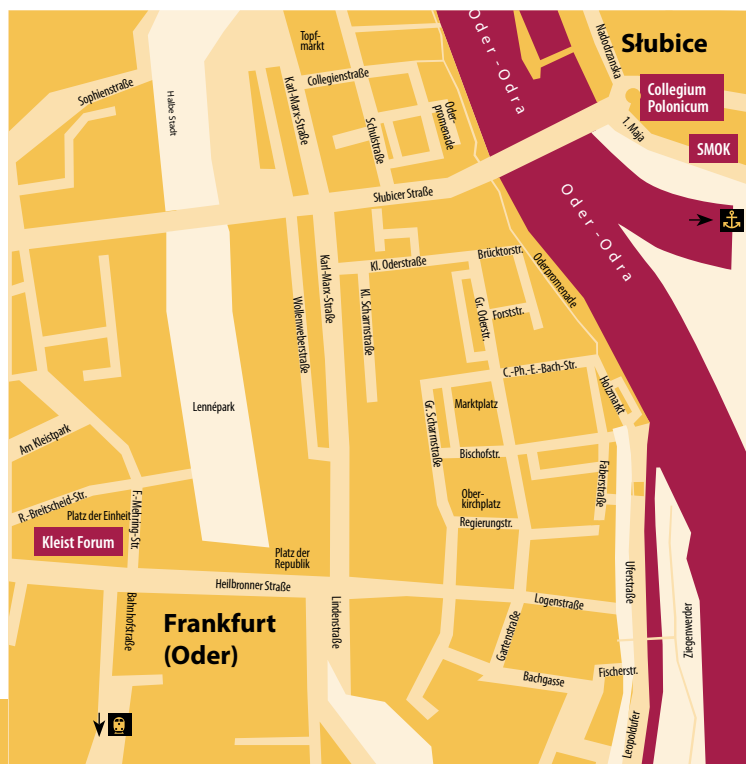 Topf-
markt
Oder-Odra
Nadodrzanska
Słubice
Collegium
Polonicum
1. Maja
SMOK
Sophienstraße
Halbe Stadt
Karl-Marx-Straße
Collegienstraße
Schulstraße
Oder-
promenade
Słubicer Straße
Oder-Odra
Oderpromenade
Brücktorstr.
Kl. Oderstraße
Karl-Marx-Straße
Wollenweberstraße
Kl. Scharrnstraße
Gr. Oderstr.
Forststr.
C.-Ph.-E.-Bach-Str.
Holzmarkt
Lennépark
Gr. Scharrnstraße
Marktplatz
Am Kleistpark
Bischofstr.
Faberstraße
R.-Breitscheid-Str.
Platz der Einheit
F.-Mehring-Str.
Ober-
kirchplatz
Regierungstr.
Kleist Forum
Platz der
Republik
Heilbronner Straße
Bahnhofstraße
Lindenstraße
Logenstraße
Uferstraße
Ziegenwerder
Frankfurt
(Oder)
Gartenstraße
Bachgasse
Fischerstr.
Leopoldufer